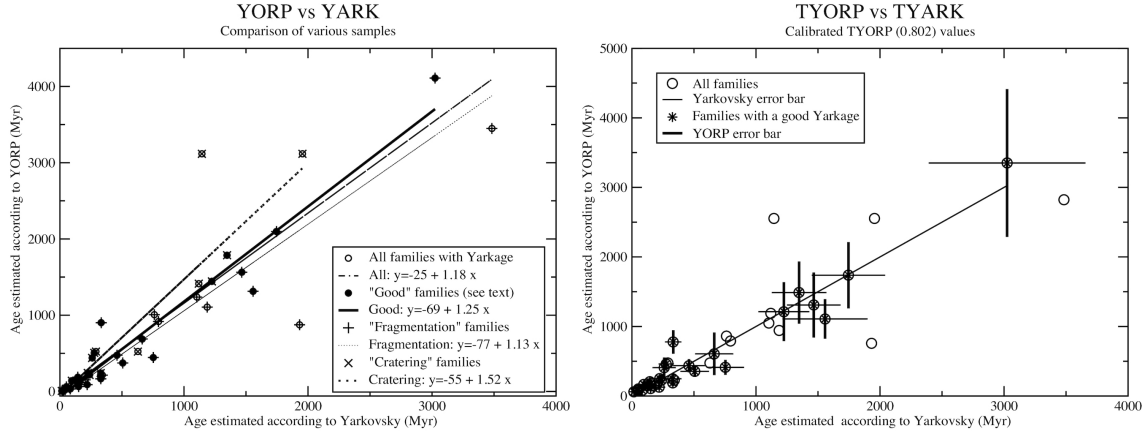 YORP vs YARK
Comparison of various samples
Age estimated according to YORP (Myr)
4000
3000
2000
1000
0
0
1000
2000
3000
4000
All families with Yarkage
All: y=-25 + 1.18 x
"Good" families (see text)
Good: y=-69 + 1.25 x
"Fragmentation" families
Fragmentation: y=-77 + 1.13 x
"Cratering" families
Cratering: y=-55 + 1.52 x
Age estimated according to Yarkovsky (Myr)
TYORP vs TYARK
Calibrated TYORP (0.802) values
Age estimated according to YORP (Myr)
5000
4000
3000
2000
1000
0
0
1000
2000
3000
4000
All families
Yarkovsky error bar
Families with a good Yarkage
YORP error bar
Age estimated according to Yarkovsky (Myr)